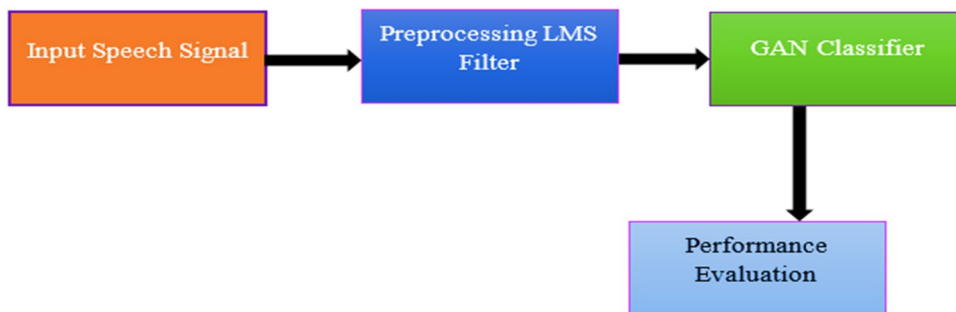 Input Speech Signal
Preprocessing LMS
Filter
GAN Classifier
Performance
Evaluation